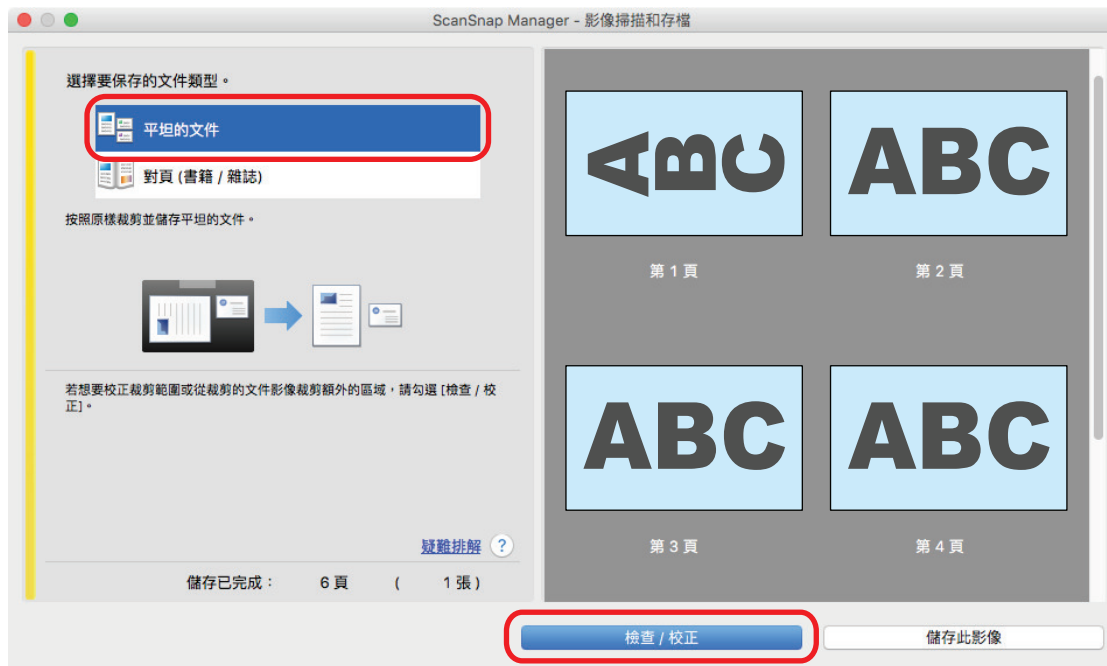 ScanSnap Manager - 影像掃描和存檔
選擇要保存的文件類型。
平坦的文件
對頁 (書籍 / 雜誌)
按照原樣裁剪並儲存平坦的文件。
若想要校正裁剪範圍或從裁剪的文件影像裁剪額外的區域，請勾選 [檢查 / 校
正]。
疑難排解 ?
儲存已完成： 6 頁 ( 1 張 )
ABC
ABC
第 1 頁
第 2 頁
ABC
ABC
第 3 頁
第 4 頁
檢查 / 校正
儲存此影像